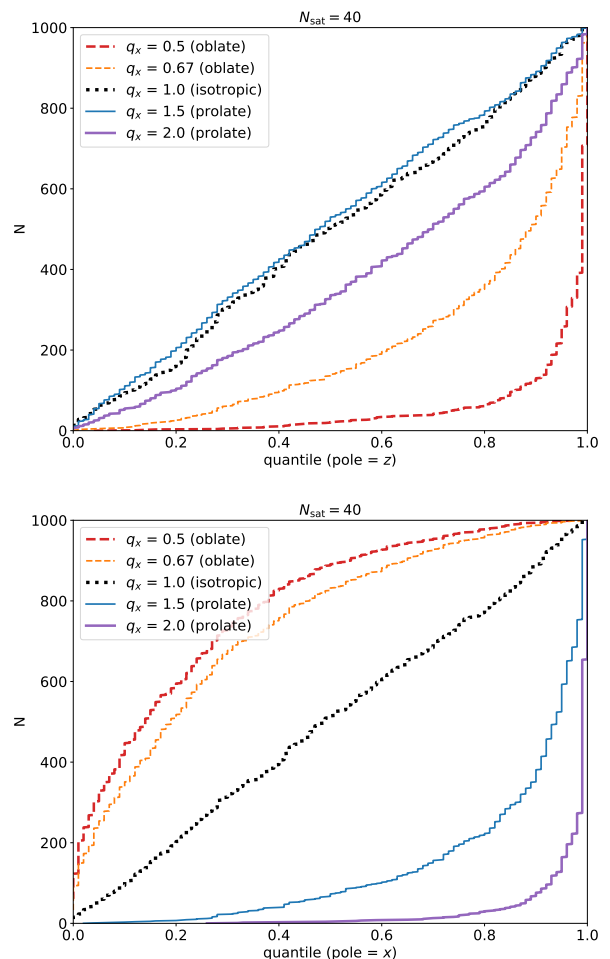 N_sat = 40
1000
800
600
400
200
0
N
q_x = 0.5 (oblate)
q_x = 0.67 (oblate)
q_x = 1.0 (isotropic)
q_x = 1.5 (prolate)
q_x = 2.0 (prolate)
0.0 0.2 0.4 0.6 0.8 1.0
quantile (pole = z)
N_sat = 40
1000
800
600
400
200
0
N
q_x = 0.5 (oblate)
q_x = 0.67 (oblate)
q_x = 1.0 (isotropic)
q_x = 1.5 (prolate)
q_x = 2.0 (prolate)
0.0 0.2 0.4 0.6 0.8 1.0
quantile (pole = x)